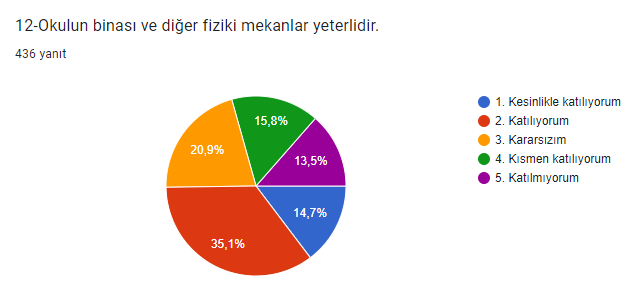 12-Okulun binası ve diğer fiziki mekanlar yeterlidir.
436 yanıt
15,8%
20,9%
13,5%
14,7%
35,1%
1. Kesinlikle katılıyorum
2. Katılıyorum
3. Kararsızım
4. Kısmen katılıyorum
5. Katılmıyorum